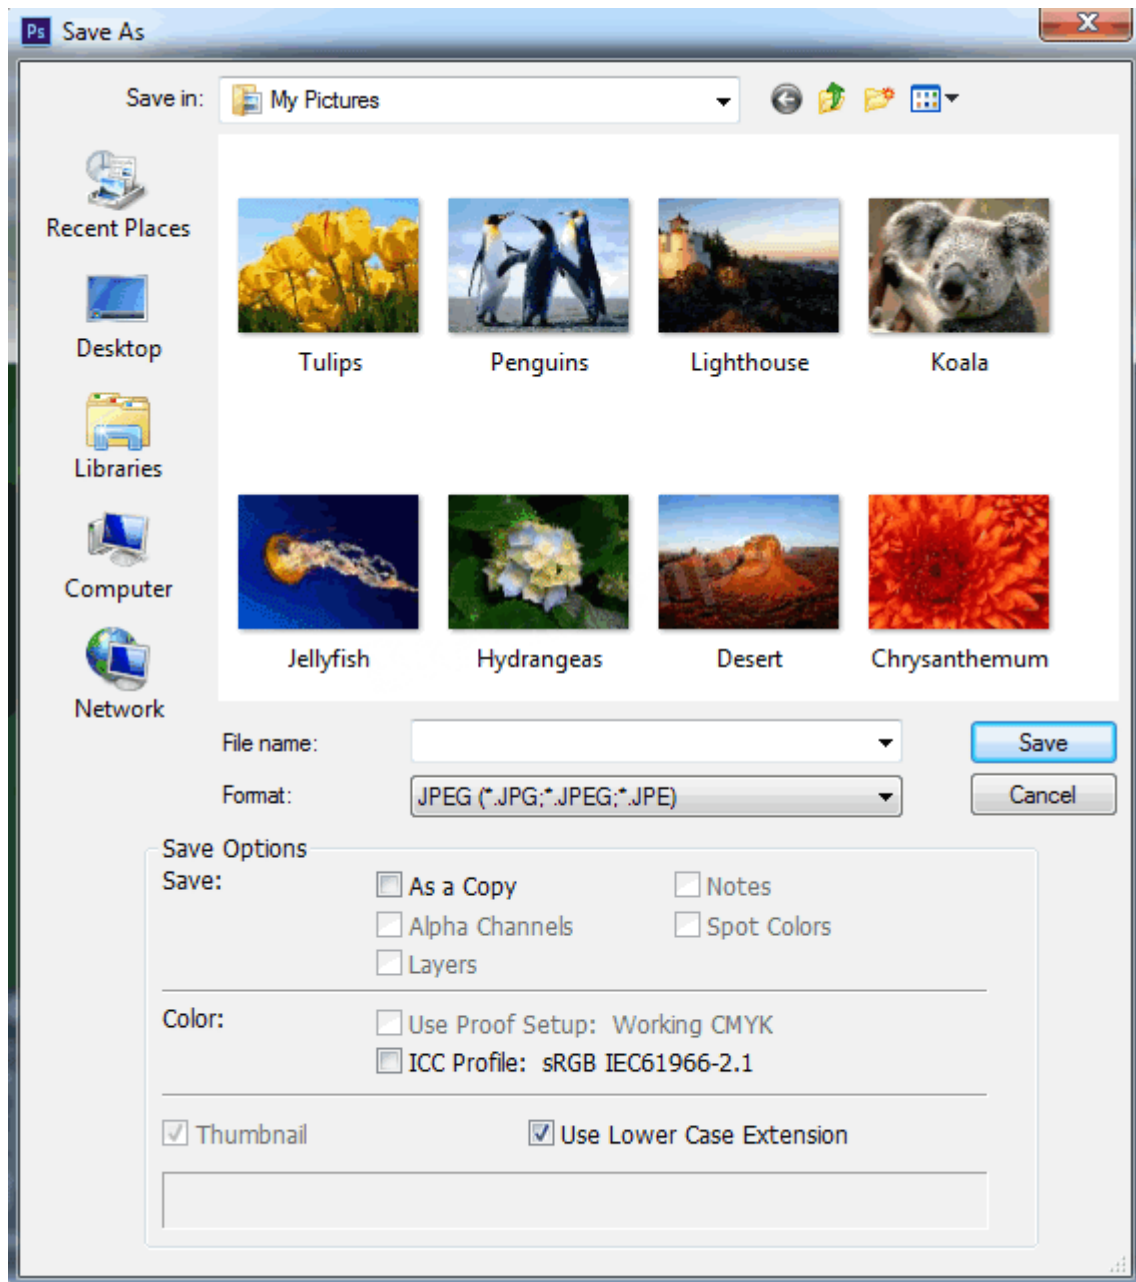 Ps Save As
Save in: My Pictures
Recent Places
Desktop
Libraries
Computer
Network
Tulips Penguins Lighthouse Koala
Jellyfish Hydrangeas Desert Chrysanthemum
File name: Save
Format: JPEG (*.JPG;*.JPEG;*.JPE) Cancel
Save Options
Save: As a Copy Notes
Alpha Channels Spot Colors
Layers
Color: Use Proof Setup: Working CMYK
ICC Profile: sRGB IEC61966-2.1
Thumbnail Use Lower Case Extension